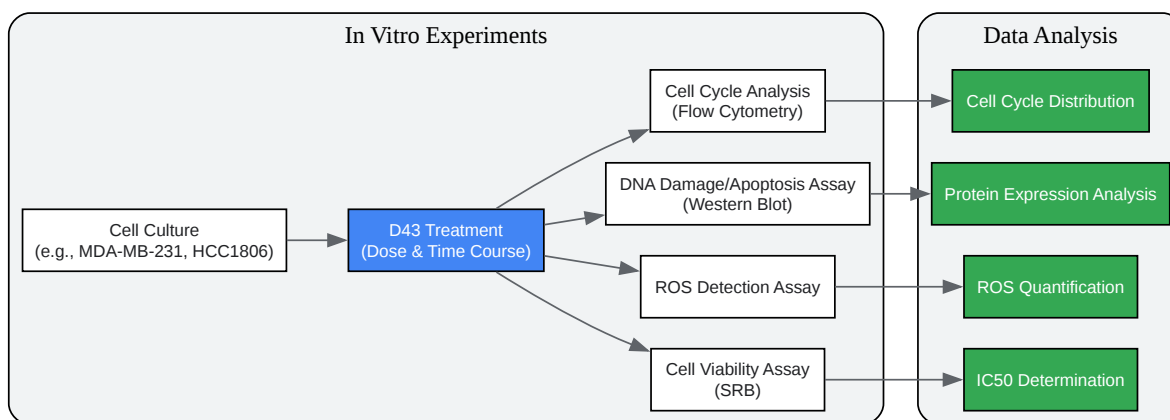 In Vitro Experiments
Data Analysis
Cell Culture
(e.g., MDA-MB-231, HCC1806)
D43 Treatment
(Dose & Time Course)
Cell Cycle Analysis
(Flow Cytometry)
Cell Cycle Distribution
DNA Damage/Apoptosis Assay
(Western Blot)
Protein Expression Analysis
ROS Detection Assay
ROS Quantification
Cell Viability Assay
(SRB)
IC50 Determination